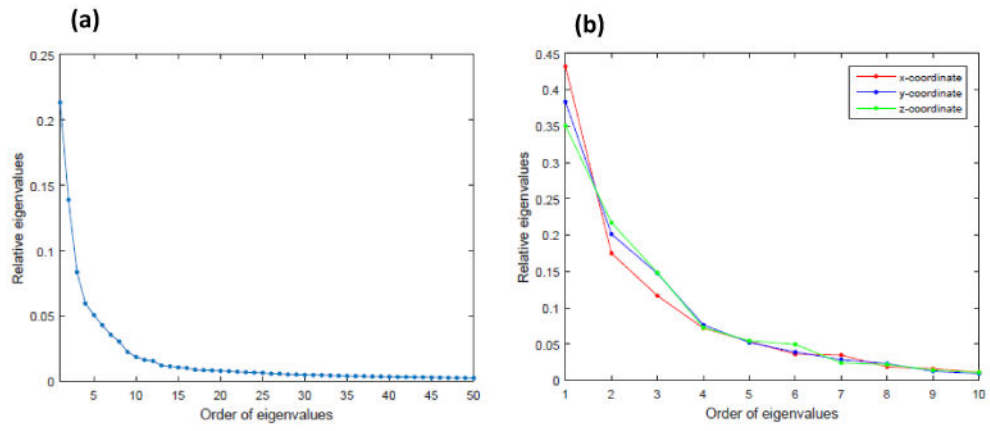 (a)
(b)
0.25
0.2
0.15
0.1
0.05
0
Relative eigenvalues
5 10 15 20 25 30 35 40 45 50
Order of eigenvalues
0.45
0.4
0.35
0.3
0.25
0.2
0.15
0.1
0.05
0
Relative eigenvalues
x-coordinate
y-coordinate
z-coordinate
1 2 3 4 5 6 7 8 9 10
Order of eigenvalues